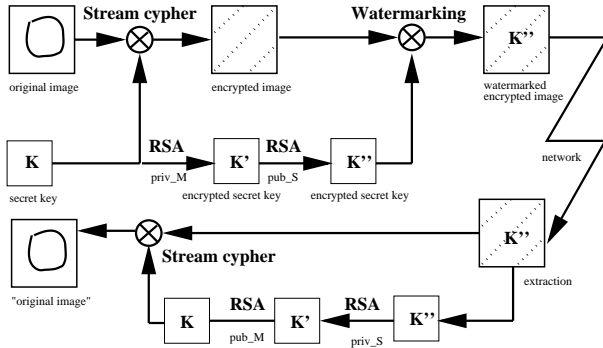 Stream cypher
Watermarking
K''
original image
encrypted image
watermarked
encrypted image
K
RSA
K'
RSA
K''
priv_M
pub_S
network
secret key
encrypted secret key
encrypted secret key
K''
Stream cypher
extraction
"original image"
K
RSA
K'
RSA
K''
pub_M
priv_S